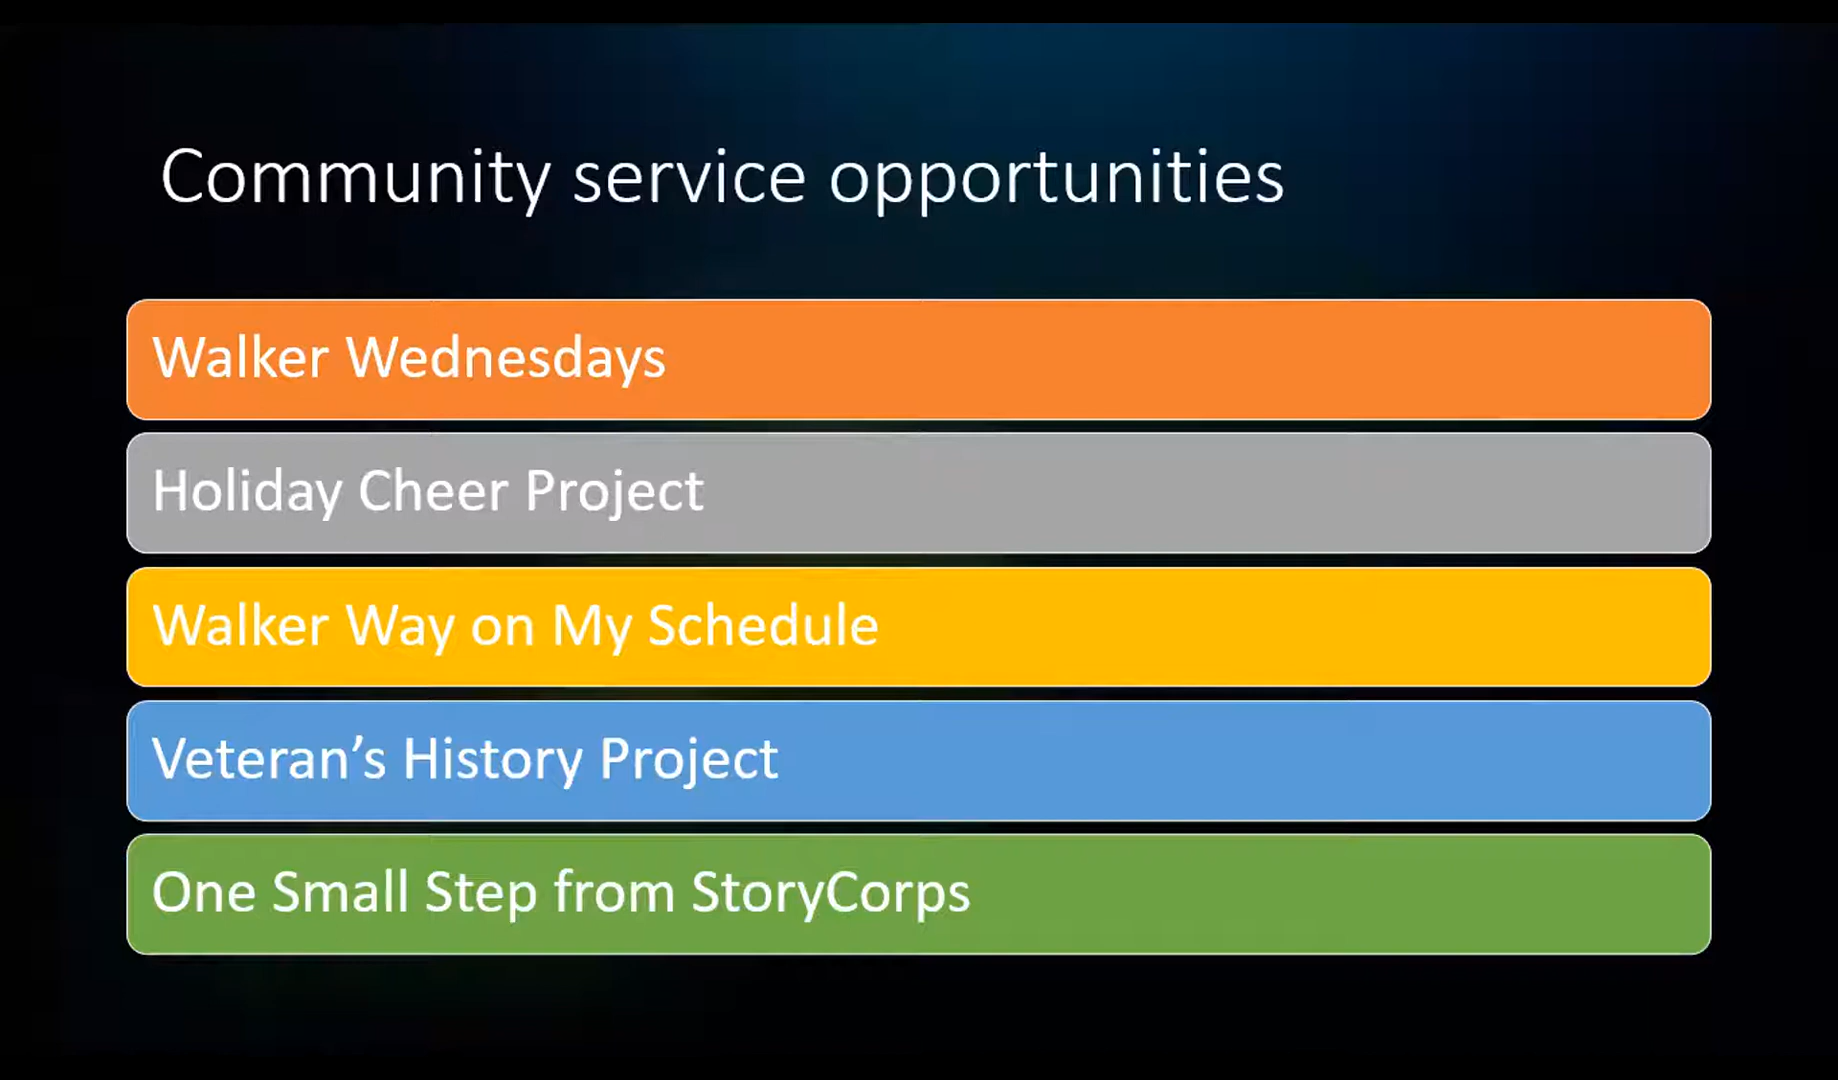 Community service opportunities
Walker Wednesdays
Holiday Cheer Project
Walker Way on My Schedule
Veteran’s History Project
One Small Step from StoryCorps